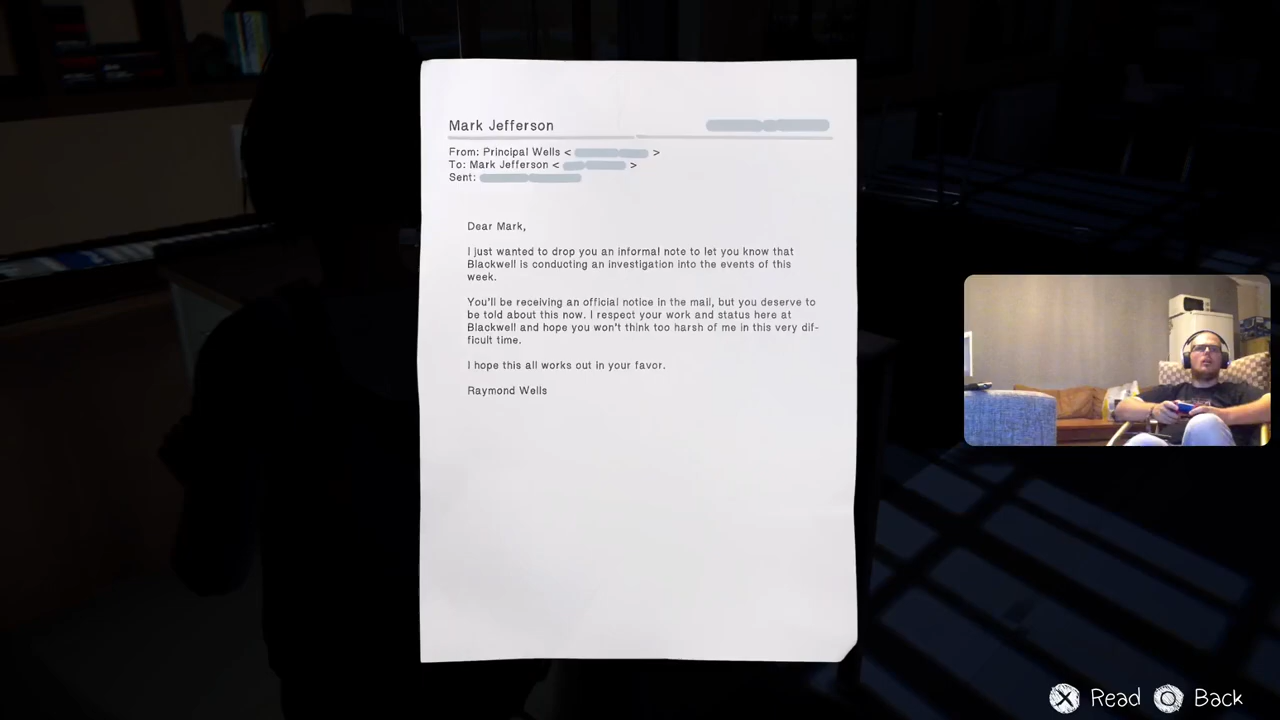 Mark Jefferson
From: Principal Wells < >
To: Mark Jefferson < >
Sent:
Dear Mark,
I just wanted to drop you an informal note to let you know that
Blackwell is conducting an investigation into the events of this
week.
You'll be receiving an official notice in the mail, but you deserve to
be told about this now. I respect your work and status here at
Blackwell and hope you won't think too harsh of me in this very dif-
ficult time.
I hope this all works out in your favor.
Raymond Wells
X Read O Back